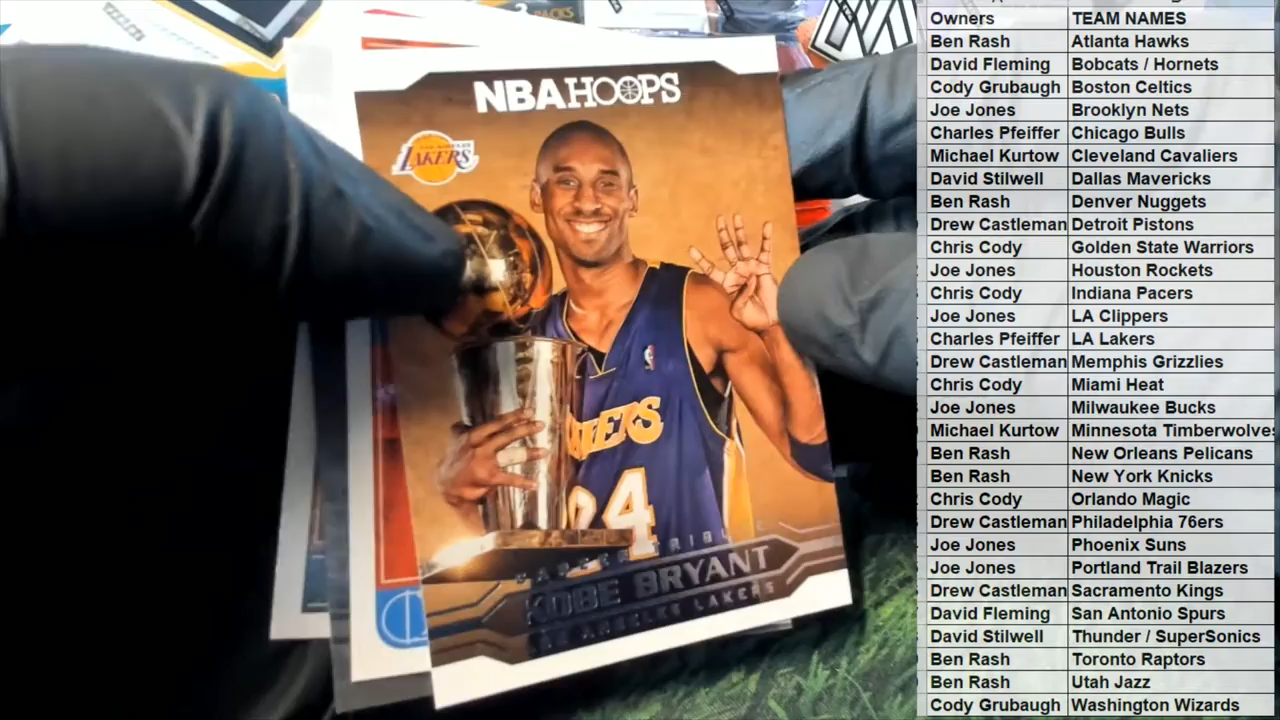 PACKS
NBA HOOPS
LAKERS
24
CAREER TRIBUTE
KOBE BRYANT
LOS ANGELES LAKERS
Owners TEAM NAMES
Ben Rash Atlanta Hawks
David Fleming Bobcats / Hornets
Cody Grubaugh Boston Celtics
Joe Jones Brooklyn Nets
Charles Pfeiffer Chicago Bulls
Michael Kurtow Cleveland Cavaliers
David Stilwell Dallas Mavericks
Ben Rash Denver Nuggets
Drew Castleman Detroit Pistons
Chris Cody Golden State Warriors
Joe Jones Houston Rockets
Chris Cody Indiana Pacers
Joe Jones LA Clippers
Charles Pfeiffer LA Lakers
Drew Castleman Memphis Grizzlies
Chris Cody Miami Heat
Joe Jones Milwaukee Bucks
Michael Kurtow Minnesota Timberwolves
Ben Rash New Orleans Pelicans
Ben Rash New York Knicks
Chris Cody Orlando Magic
Drew Castleman Philadelphia 76ers
Joe Jones Phoenix Suns
Joe Jones Portland Trail Blazers
Drew Castleman Sacramento Kings
David Fleming San Antonio Spurs
David Stilwell Thunder / SuperSonics
Ben Rash Toronto Raptors
Ben Rash Utah Jazz
Cody Grubaugh Washington Wizards